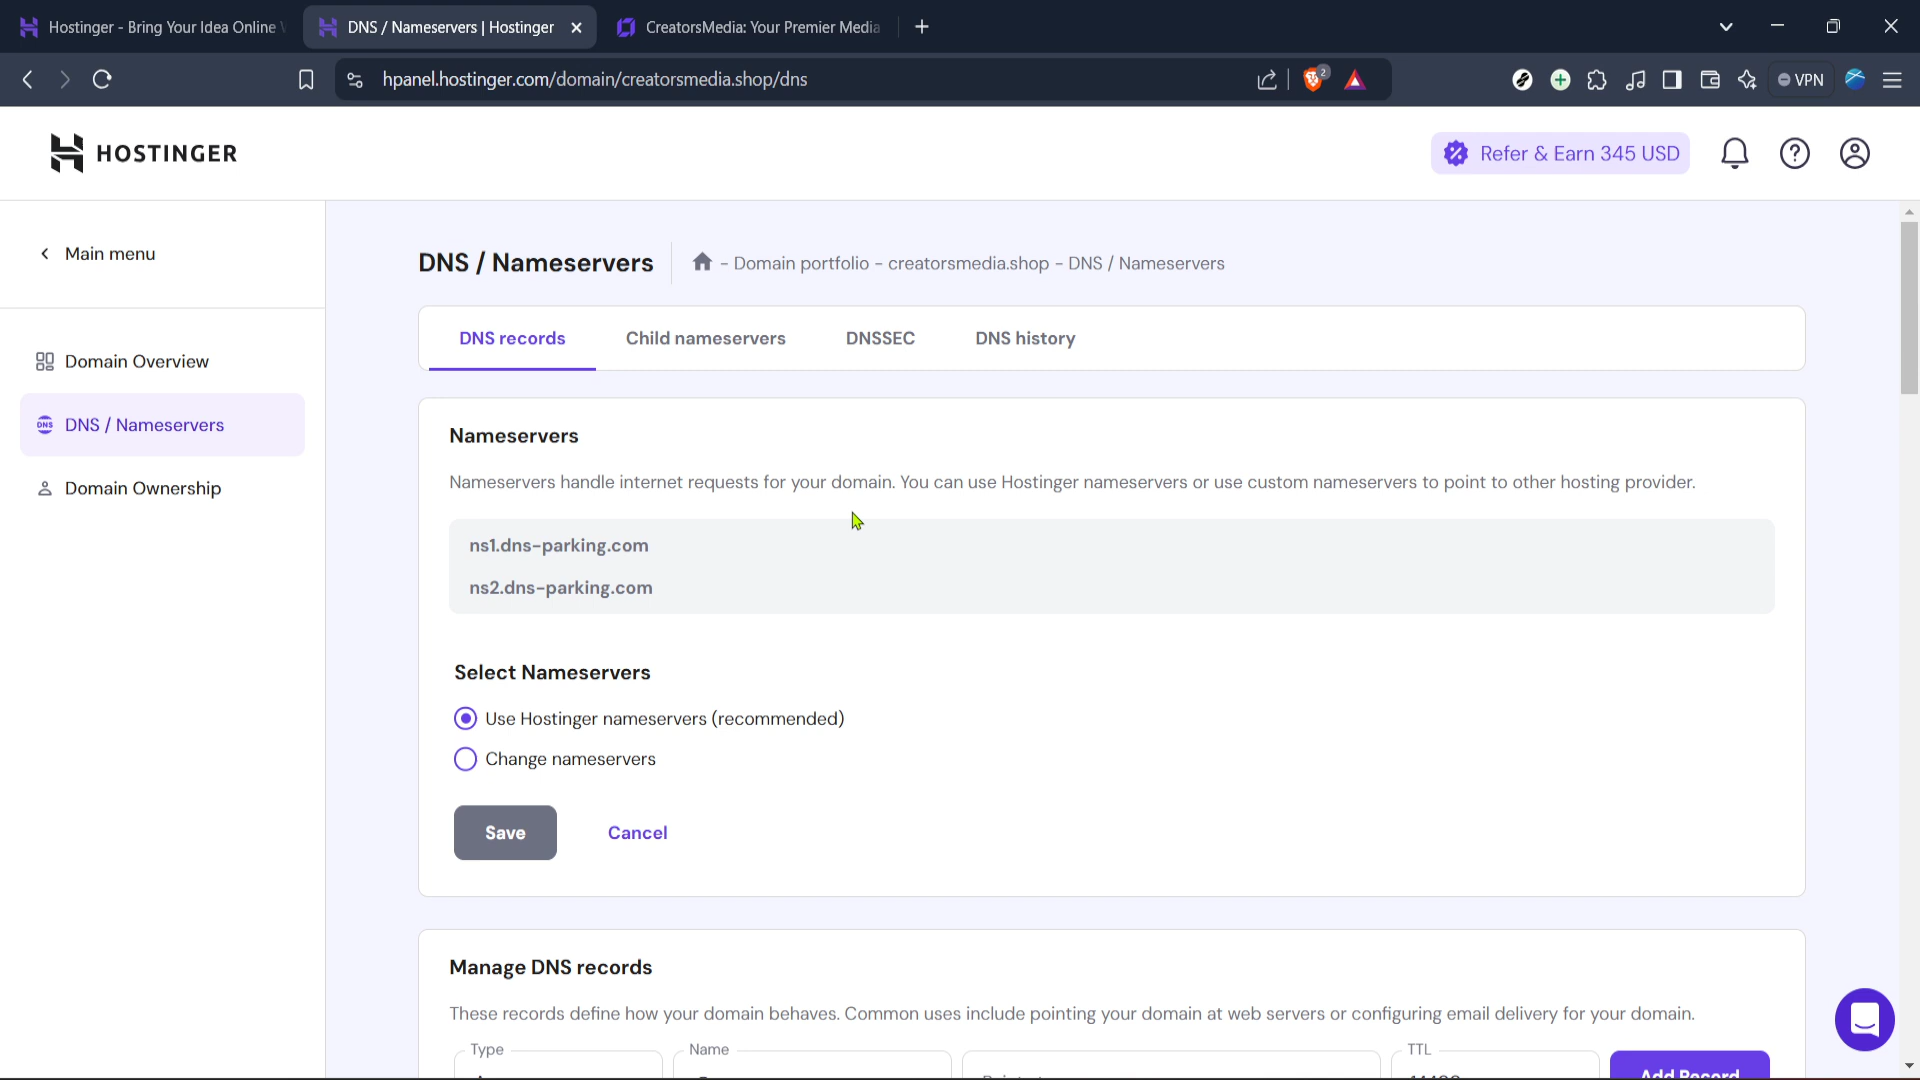 Hostinger - Bring Your Idea Online
DNS / Nameservers | Hostinger
CreatorsMedia: Your Premier Media
hpanel.hostinger.com/domain/creatorsmedia.shop/dns
2
VPN
HOSTINGER
Refer & Earn 345 USD
Main menu
DNS / Nameservers
- Domain portfolio - creatorsmedia.shop - DNS / Nameservers
DNS records
Child nameservers
DNSSEC
DNS history
Domain Overview
DNS
DNS / Nameservers
Domain Ownership
Nameservers
Nameservers handle internet requests for your domain. You can use Hostinger nameservers or use custom nameservers to point to other hosting provider.
ns1.dns-parking.com
ns2.dns-parking.com
Select Nameservers
Use Hostinger nameservers (recommended)
Change nameservers
Save
Cancel
Manage DNS records
These records define how your domain behaves. Common uses include pointing your domain at web servers or configuring email delivery for your domain.
Type
Name
TTL
Add Record